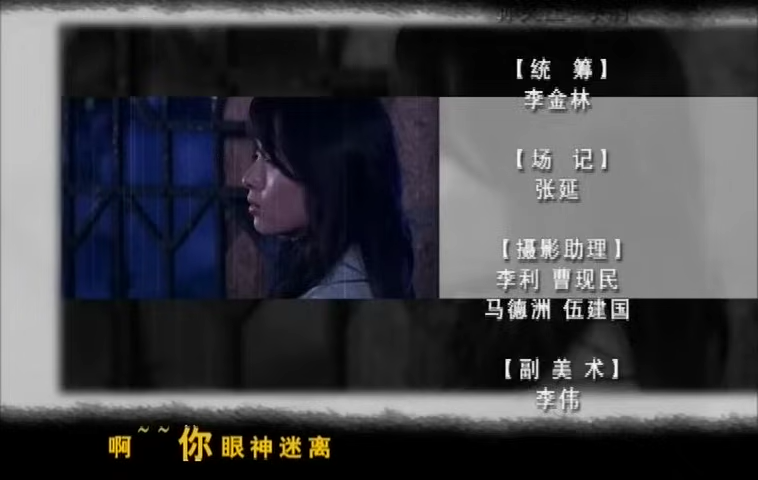 【统 筹】
李金林
【场 记】
张延
【摄影助理】
李利 曹现民
马德洲 伍建国
【副 美 术】
李伟
啊~~你眼神迷离